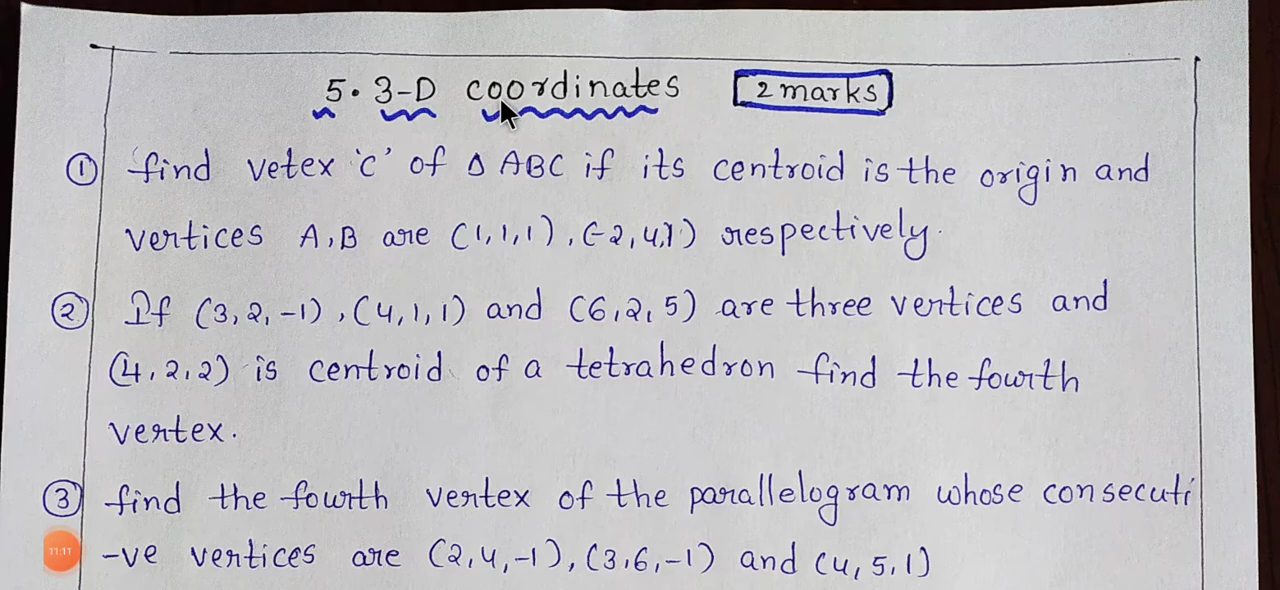 5. 3-D coordinates 2 marks
① find vetex 'c' of Δ ABC if its centroid is the origin and
vertices A,B are (1,1,1), (-2,4,1) respectively.
② If (3,2,-1), (4,1,1) and (6,2,5) are three vertices and
(4,2,2) is centroid of a tetrahedron find the fourth
vertex.
③ find the fourth vertex of the parallelogram whose consecuti
-ve vertices are (2,4,-1), (3,6,-1) and (4,5,1)
11:11